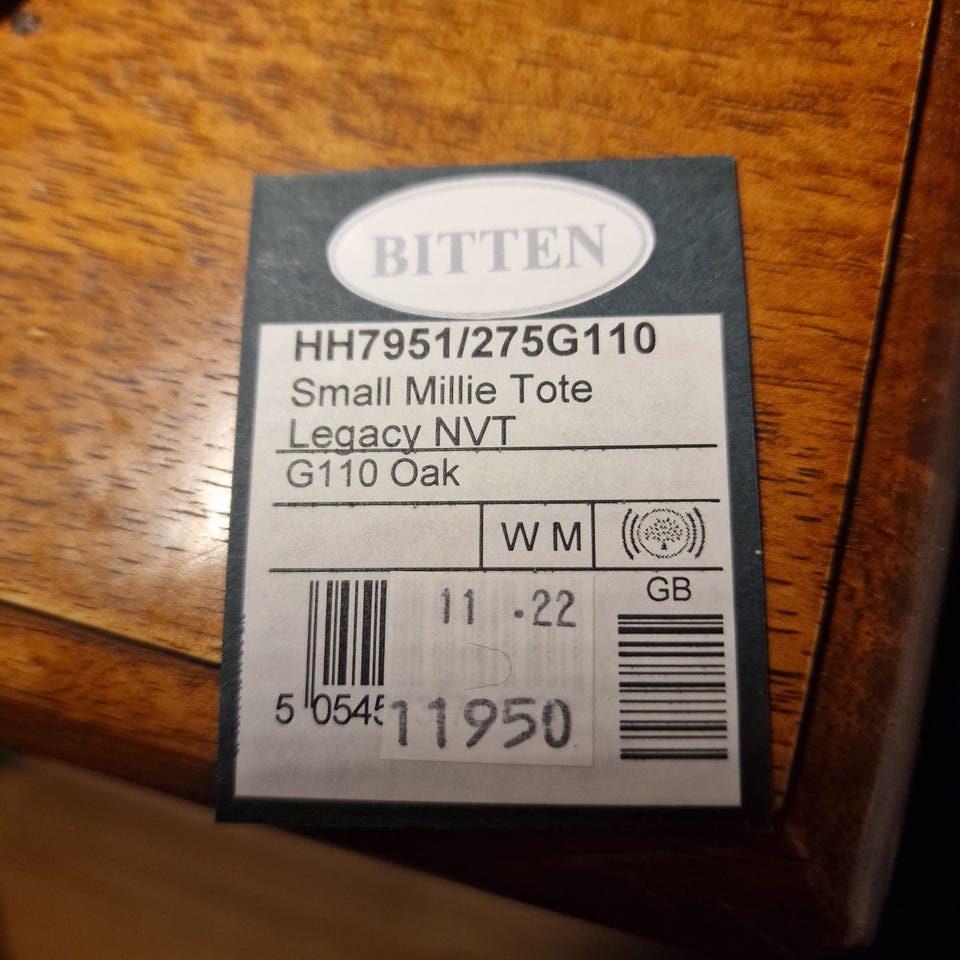 BITTEN
HH7951/275G110
Small Millie Tote
Legacy NVT
G110 Oak
W M
GB
11 .22
5 0545
11950